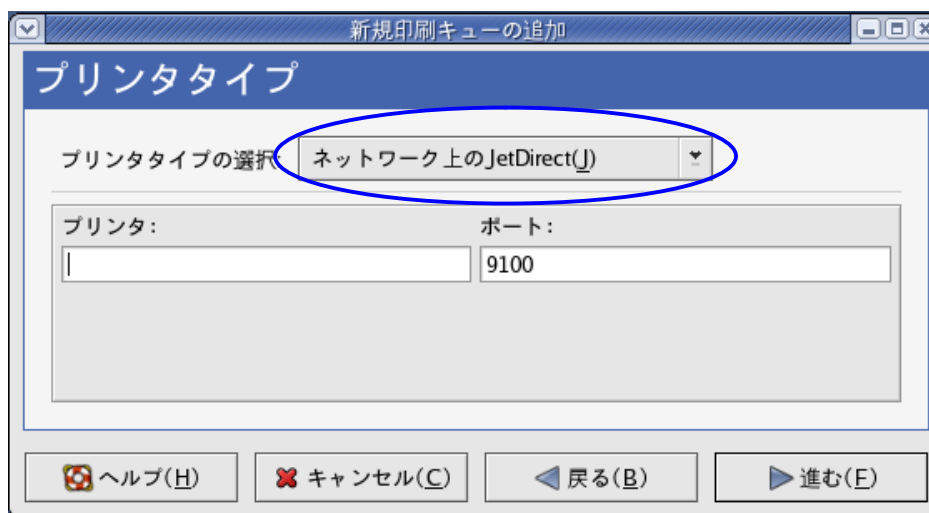 新規印刷キューの追加
プリンタタイプ
プリンタタイプの選択: ネットワーク上のJetDirect(J)
プリンタ: ポート:
9100
ヘルプ(H) キャンセル(C) 戻る(B) 進む(F)